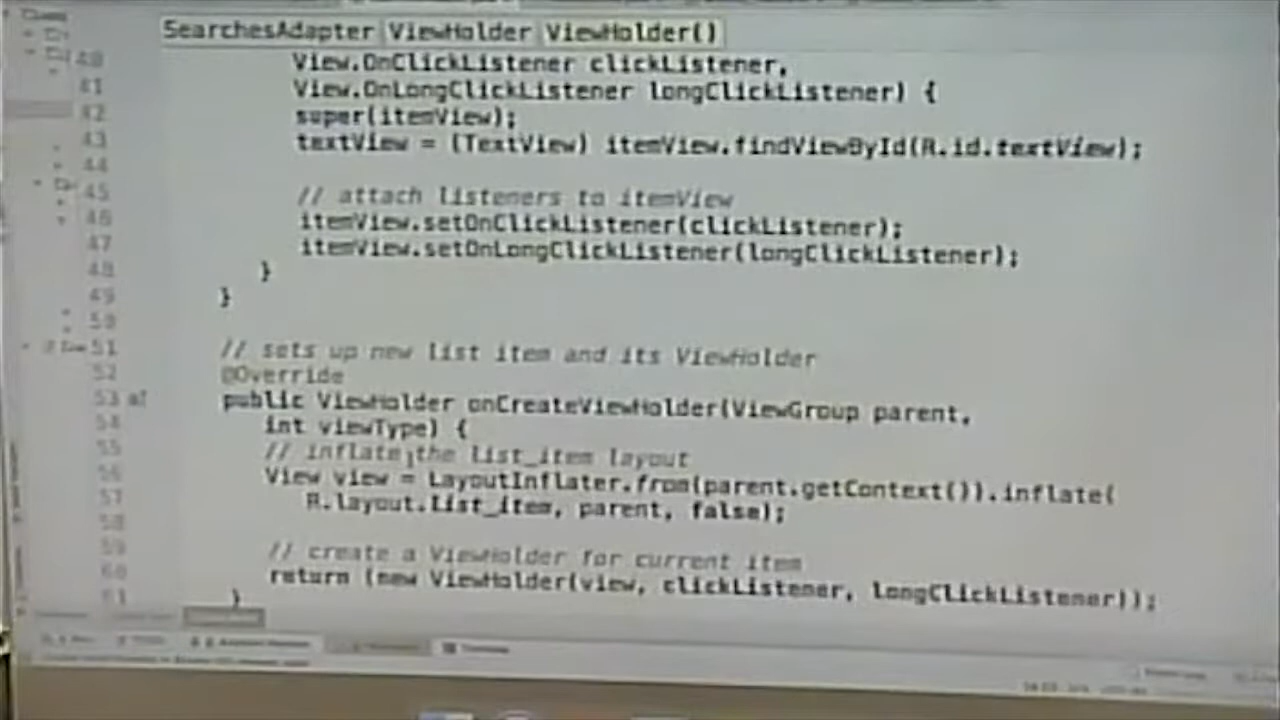 SearchesAdapter ViewHolder ViewHolder()
40 View.OnClickListener clickListener,
41 View.OnLongClickListener longClickListener) {
42 super(itemView);
43 textView = (TextView) itemView.findViewById(R.id.textView);
44
45 // attach listeners to itemView
46 itemView.setOnClickListener(clickListener);
47 itemView.setOnLongClickListener(longClickListener);
48 }
49 }
50
51 // sets up new list item and its ViewHolder
52 @Override
53 public ViewHolder onCreateViewHolder(ViewGroup parent,
54 int viewType) {
55 // inflate the list_item layout
56 View view = LayoutInflater.from(parent.getContext()).inflate(
57 R.layout.list_item, parent, false);
58
59 // create a ViewHolder for current item
60 return (new ViewHolder(view, clickListener, longClickListener));
61 }